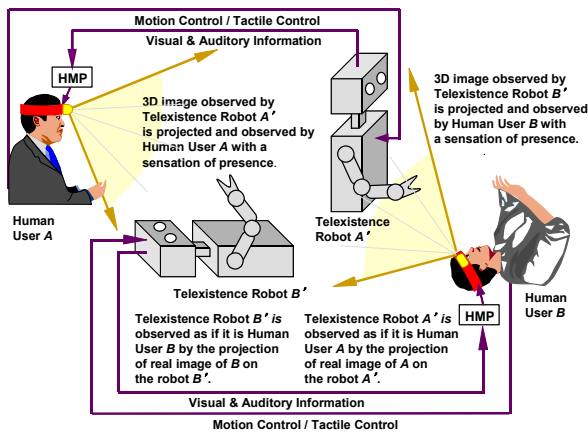 Motion Control / Tactile Control
Visual & Auditory Information
HMP
3D image observed by
Telexistence Robot A’
is projected and observed by
Human User A with a
sensation of presence.
3D image observed by
Telexistence Robot B’
is projected and observed
by Human User B with
a sensation of presence.
Human
User A
Telexistence
Robot A’
Telexistence Robot B’
Human
User B
HMP
Telexistence Robot B’ is
observed as if it is Human
User B by the projection
of real image of B on
the robot B’.
Telexistence Robot A’ is
observed as if it is Human
User A by the projection
of real image of A on
the robot A’.
Visual & Auditory Information
Motion Control / Tactile Control